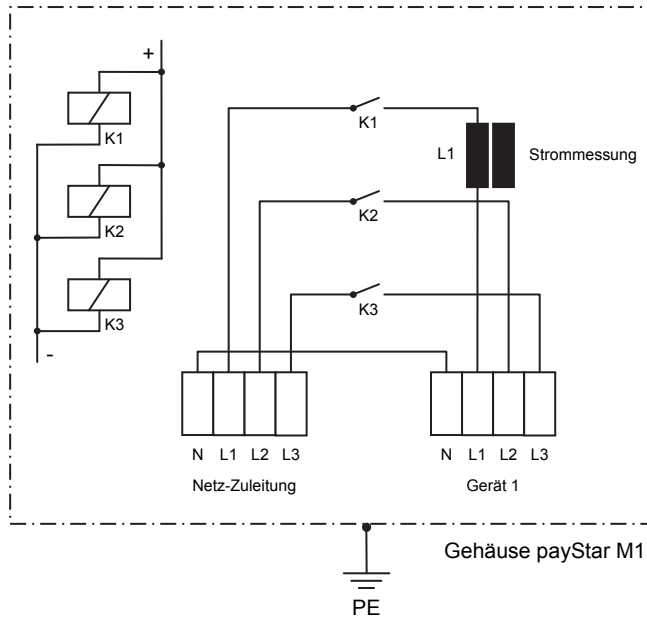 +
K1
K2
K3
-
K1
L1
Strommessung
K2
K3
N L1 L2 L3
N L1 L2 L3
Netz-Zuleitung
Gerät 1
Gehäuse payStar M1
PE